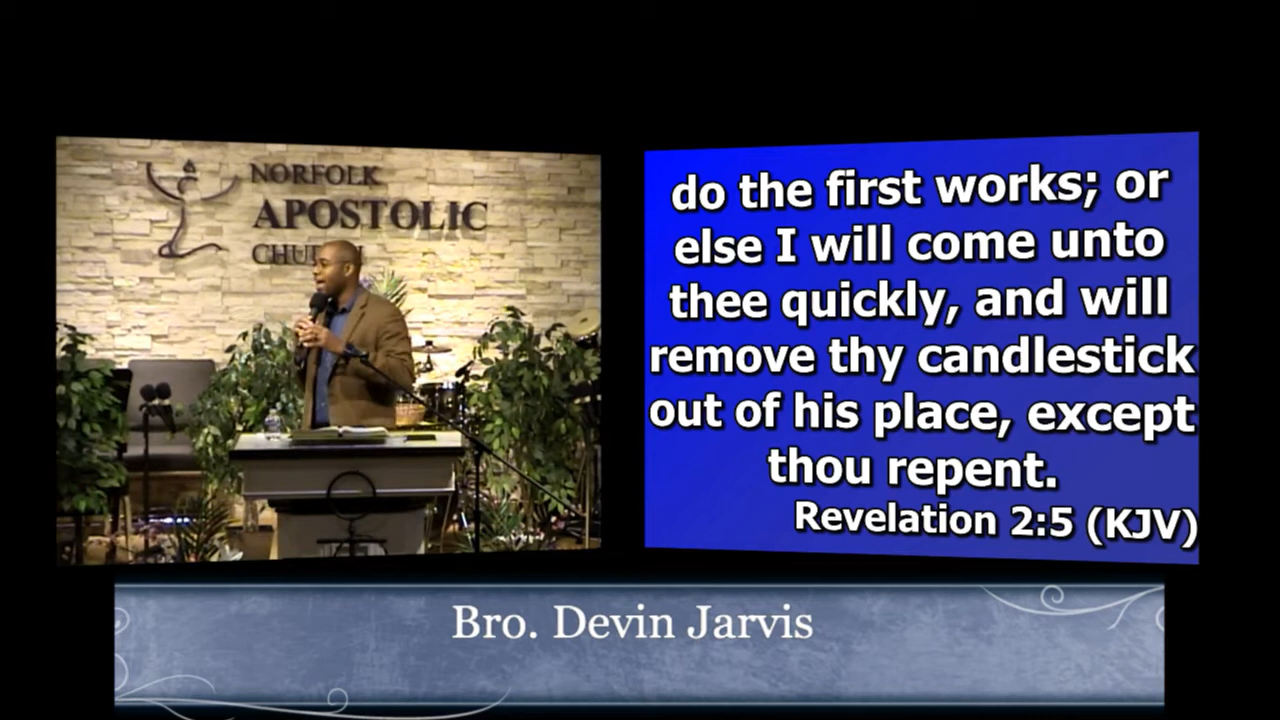 NORFOLK
APOSTOLIC
CHURCH
do the first works; or
else I will come unto
thee quickly, and will
remove thy candlestick
out of his place, except
thou repent.
Revelation 2:5 (KJV)
Bro. Devin Jarvis